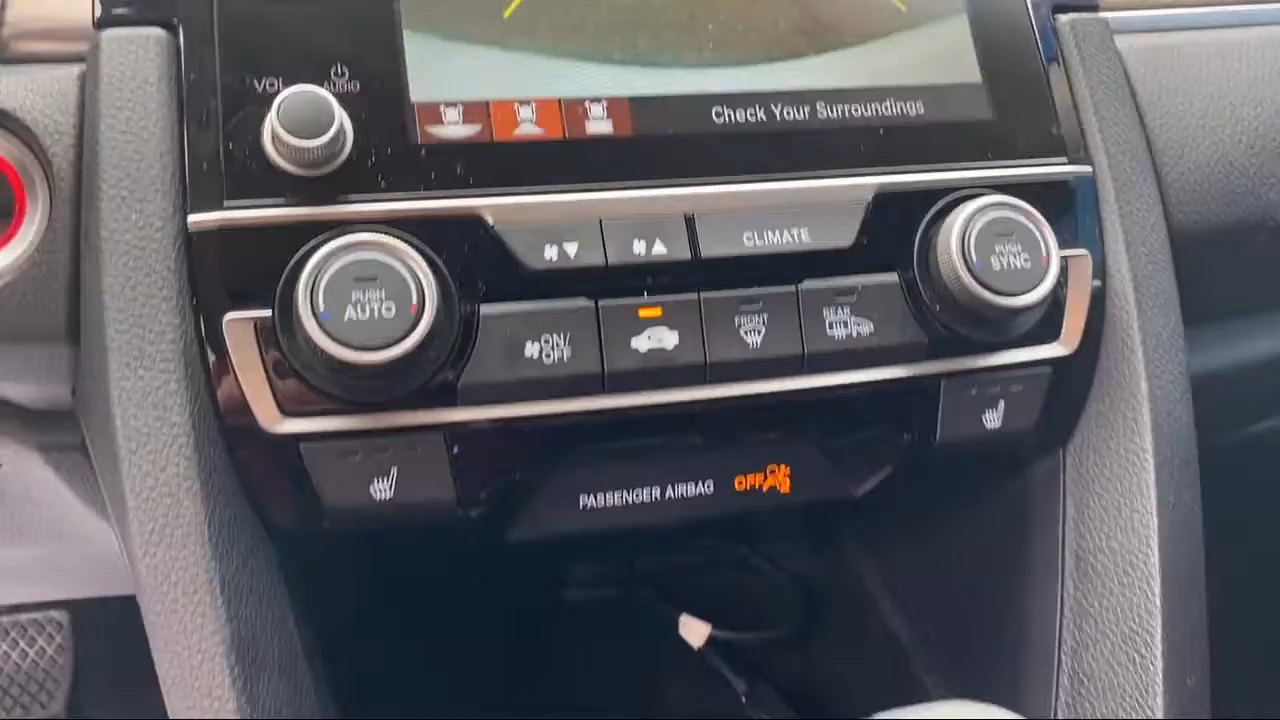 VOL
AUDIO
Check Your Surroundings
CLIMATE
PUSH
SYNC
PUSH
AUTO
ON/
OFF
FRONT
REAR
PASSENGER AIRBAG OFF